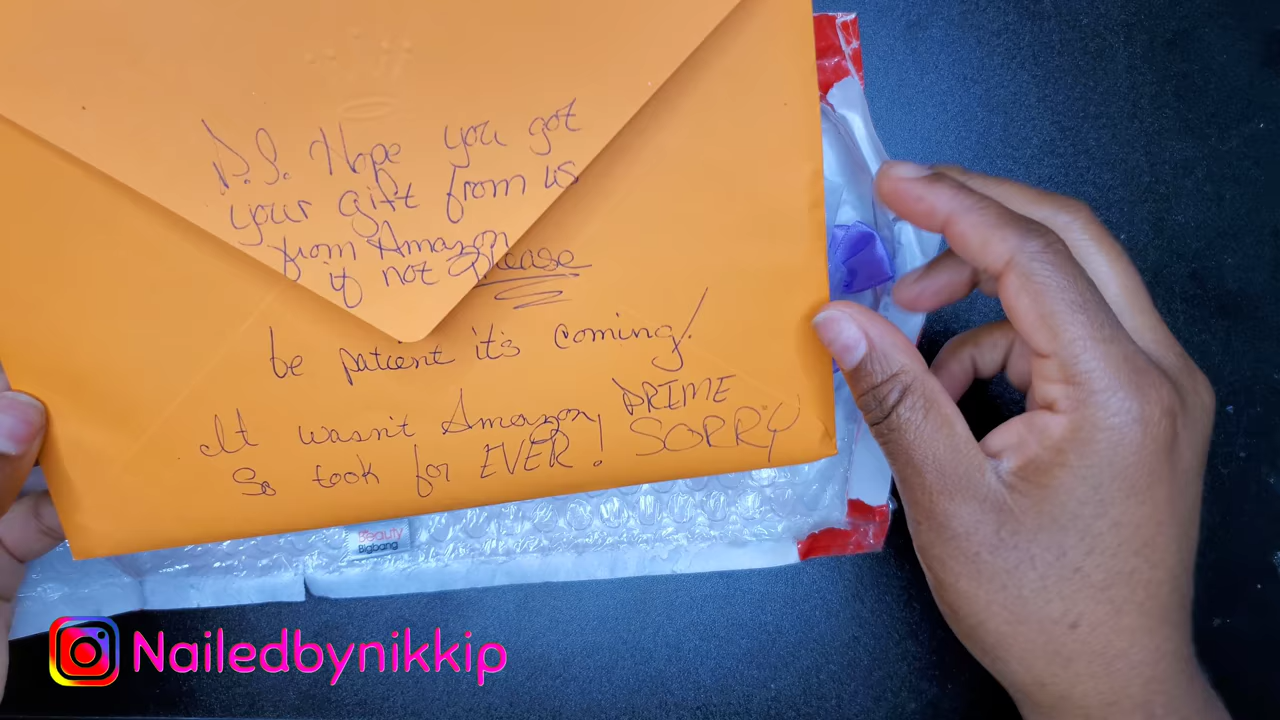 P.S. Hope you got
your gift from us
from Amazon
if not please
be patient it's coming!
It wasn't Amazon PRIME
So took for EVER! SORRY
Beauty
Bigbang
Nailedbynikkip